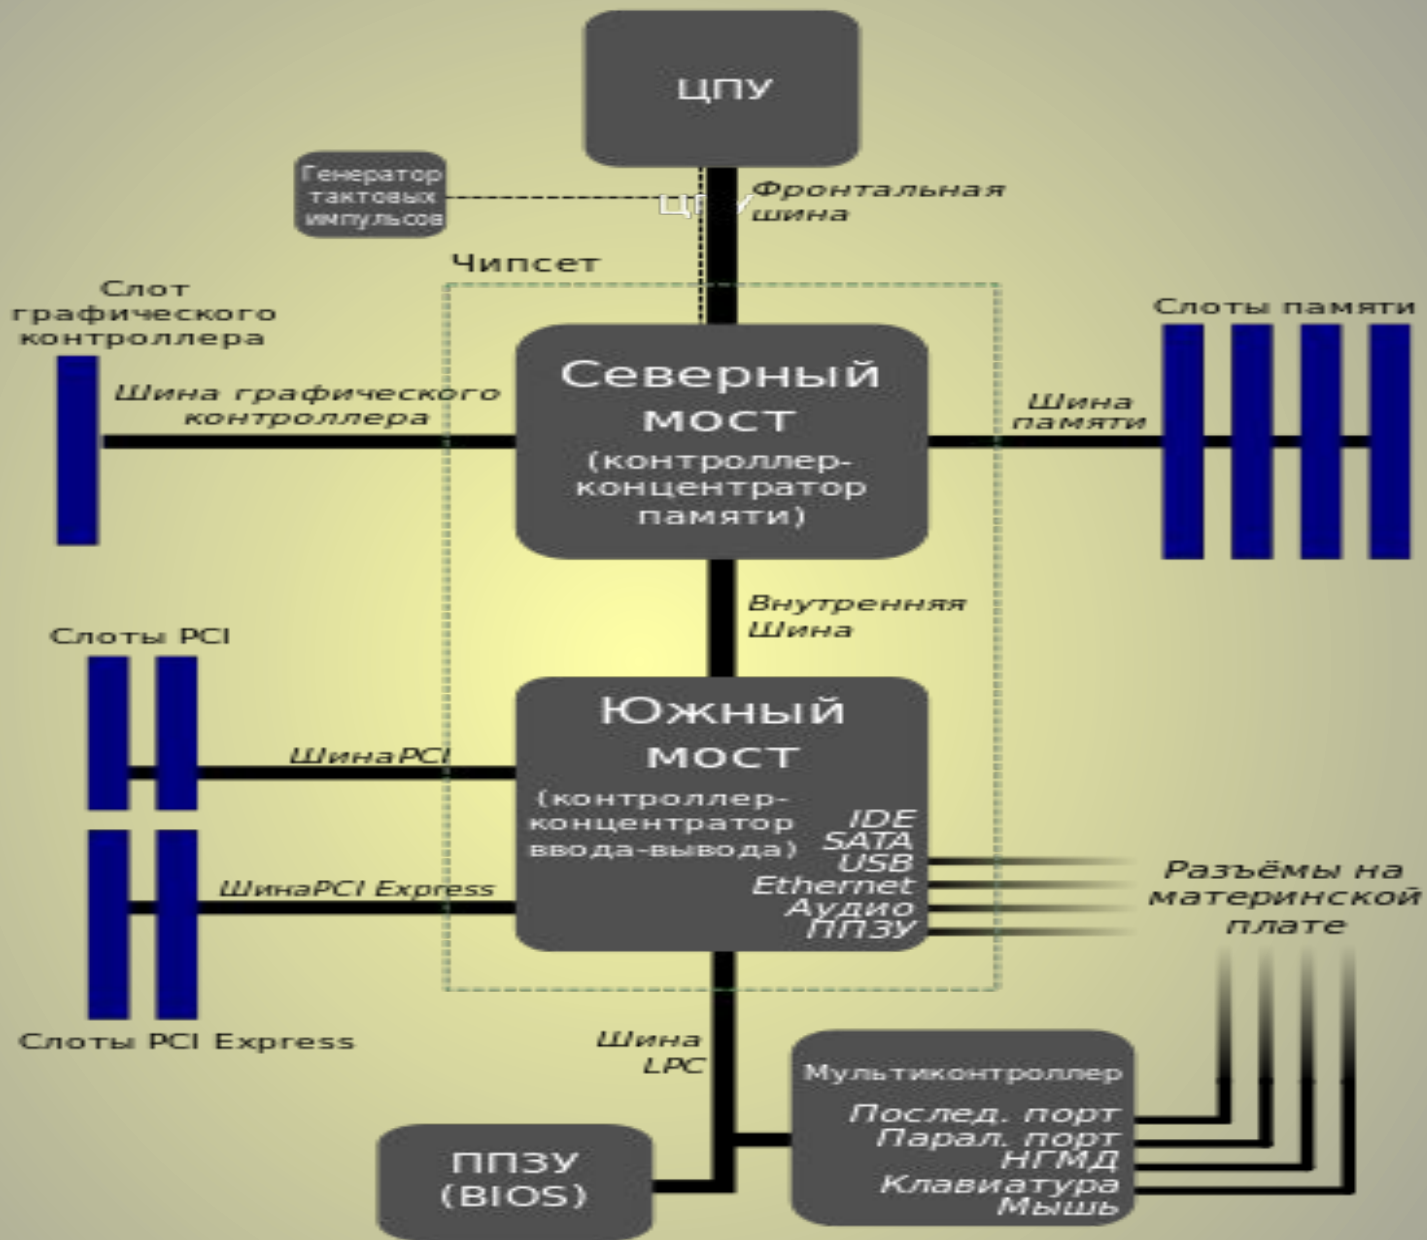 ЦПУ
Генератор
тактовых
импульсов
Фронтальная
шина
Чипсет
Слот
графического
контроллера
Шина графического
контроллера
Северный
мост
(контроллер-
концентратор
памяти)
Слоты памяти
Шина
памяти
Внутренняя
Шина
Слоты PCI
ШинаPCI
Южный
мост
(контроллер-
концентратор
ввода-вывода)
IDE
SATA
USB
Ethernet
Аудио
ППЗУ
ШинаPCI Express
Слоты PCI Express
Разъёмы на
материнской
плате
Шина
LPC
Мультиконтроллер
Послед. порт
Парал. порт
НГМД
Клавиатура
Мышь
ППЗУ
(BIOS)